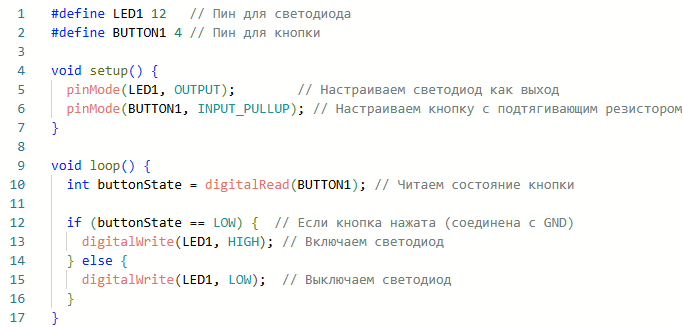 1 #define LED1 12   // Пин для светодиода
2 #define BUTTON1 4 // Пин для кнопки
3
4 void setup() {
5   pinMode(LED1, OUTPUT);        // Настраиваем светодиод как выход
6   pinMode(BUTTON1, INPUT_PULLUP); // Настраиваем кнопку с подтягивающим резистором
7 }
8
9 void loop() {
10   int buttonState = digitalRead(BUTTON1); // Читаем состояние кнопки
11
12   if (buttonState == LOW) {  // Если кнопка нажата (соединена с GND)
13     digitalWrite(LED1, HIGH); // Включаем светодиод
14   } else {
15     digitalWrite(LED1, LOW);  // Выключаем светодиод
16   }
17 }